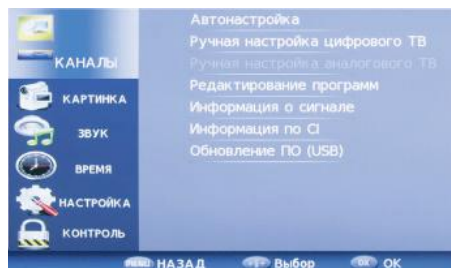 КАНАЛЫ
КАРТИНКА
ЗВУК
ВРЕМЯ
НАСТРОЙКА
КОНТРОЛЬ
Автонастройка
Ручная настройка цифрового ТВ
Ручная настройка аналогового ТВ
Редактирование программ
Информация о сигнале
Информация по CI
Обновление ПО (USB)
MENU НАЗАД Выбор OK OK